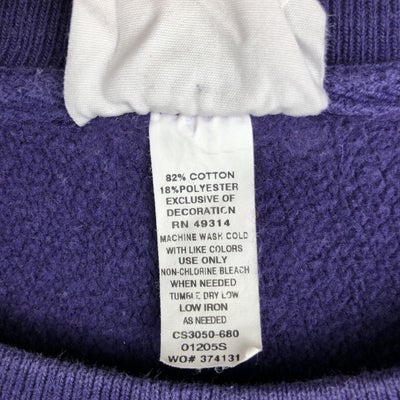 82% COTTON
18%POLYESTER
EXCLUSIVE OF
DECORATION
RN 49314
MACHINE WASH COLD
WITH LIKE COLORS
USE ONLY
NON-CHLORINE BLEACH
WHEN NEEDED
TUMBLE DRY LOW
LOW IRON
AS NEEDED
CS3050-680
01205S
WO# 374131